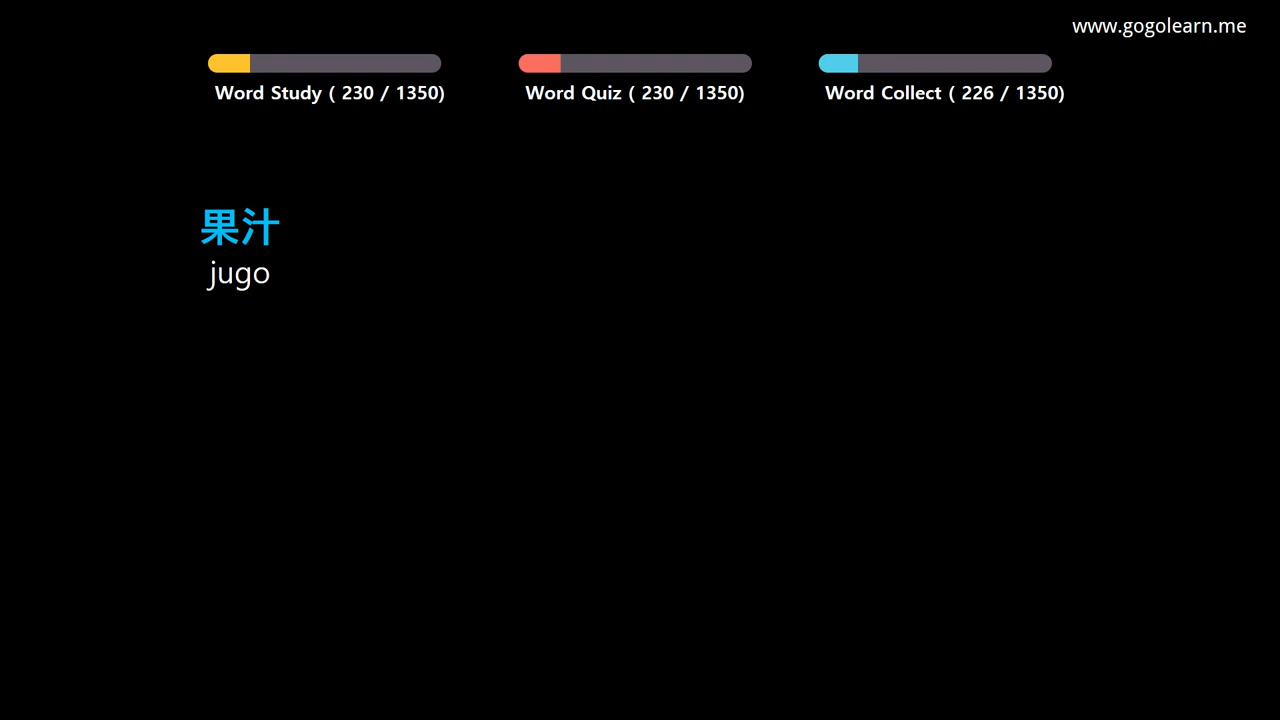 www.gogolearn.me
Word Study ( 230 / 1350)
Word Quiz ( 230 / 1350)
Word Collect ( 226 / 1350)
果汁
jugo